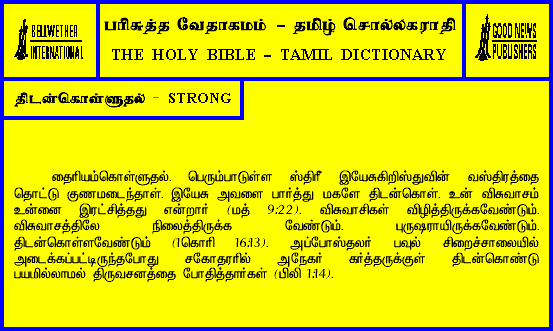 BELLWETHER
INTERNATIONAL
பரிசுத்த வேதாகமம் – தமிழ் சொல்லகராதி
THE HOLY BIBLE – TAMIL DICTIONARY
GOOD NEWS
PUBLISHERS
திடன்கொள்ளுதல் – STRONG
தைரியம்கொள்ளுதல். பெரும்பாடுள்ள ஸ்திரீ இயேசுகிறிஸ்துவின் வஸ்திரத்தை
தொட்டு குணமடைந்தாள். இயேசு அவளை பார்த்து மகளே திடன்கொள். உன் விசுவாசம்
உன்னை இரட்சித்தது என்றார் (மத் 9:22). விசுவாசிகள் விழித்திருக்கவேண்டும்.
விசுவாசத்திலே நிலைத்திருக்க வேண்டும். புருஷராயிருக்கவேண்டும்.
திடன்கொள்ளவேண்டும் (1கொரி 16:13). அப்போஸ்தலர் பவுல் சிறைச்சாலையில்
அடைக்கப்பட்டிருந்தபோது சகோதரரில் அநேகர் கர்த்தருக்குள் திடன்கொண்டு
பயமில்லாமல் திருவசனத்தை போதித்தார்கள் (பிலி 1:14).